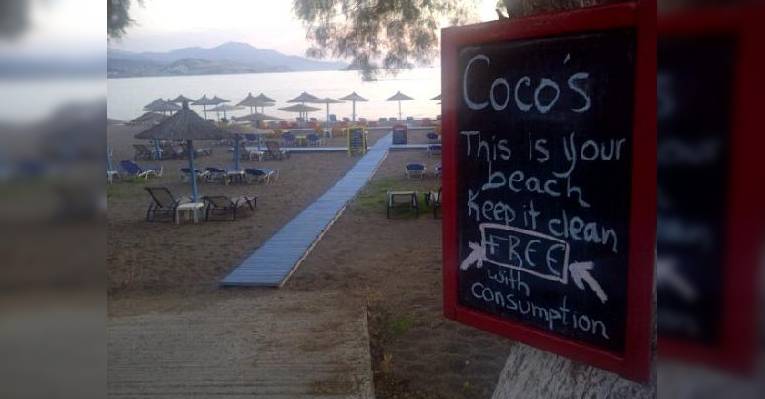 Coco's
This is your
beach
Keep it clean
FREE
with
consumption